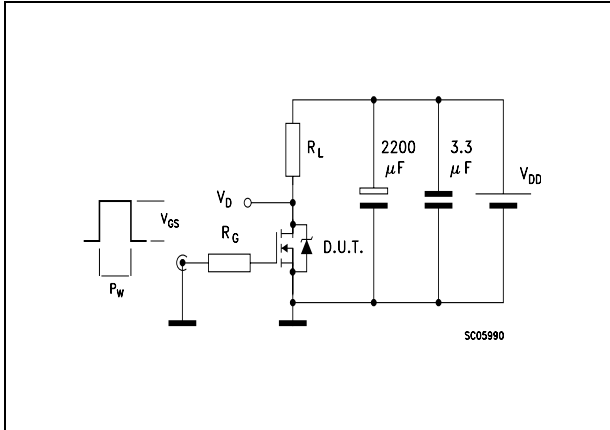 R_L
2200
μF
3.3
μF
V_DD
V_D
V_GS
R_G
D.U.T.
P_W
SC05990